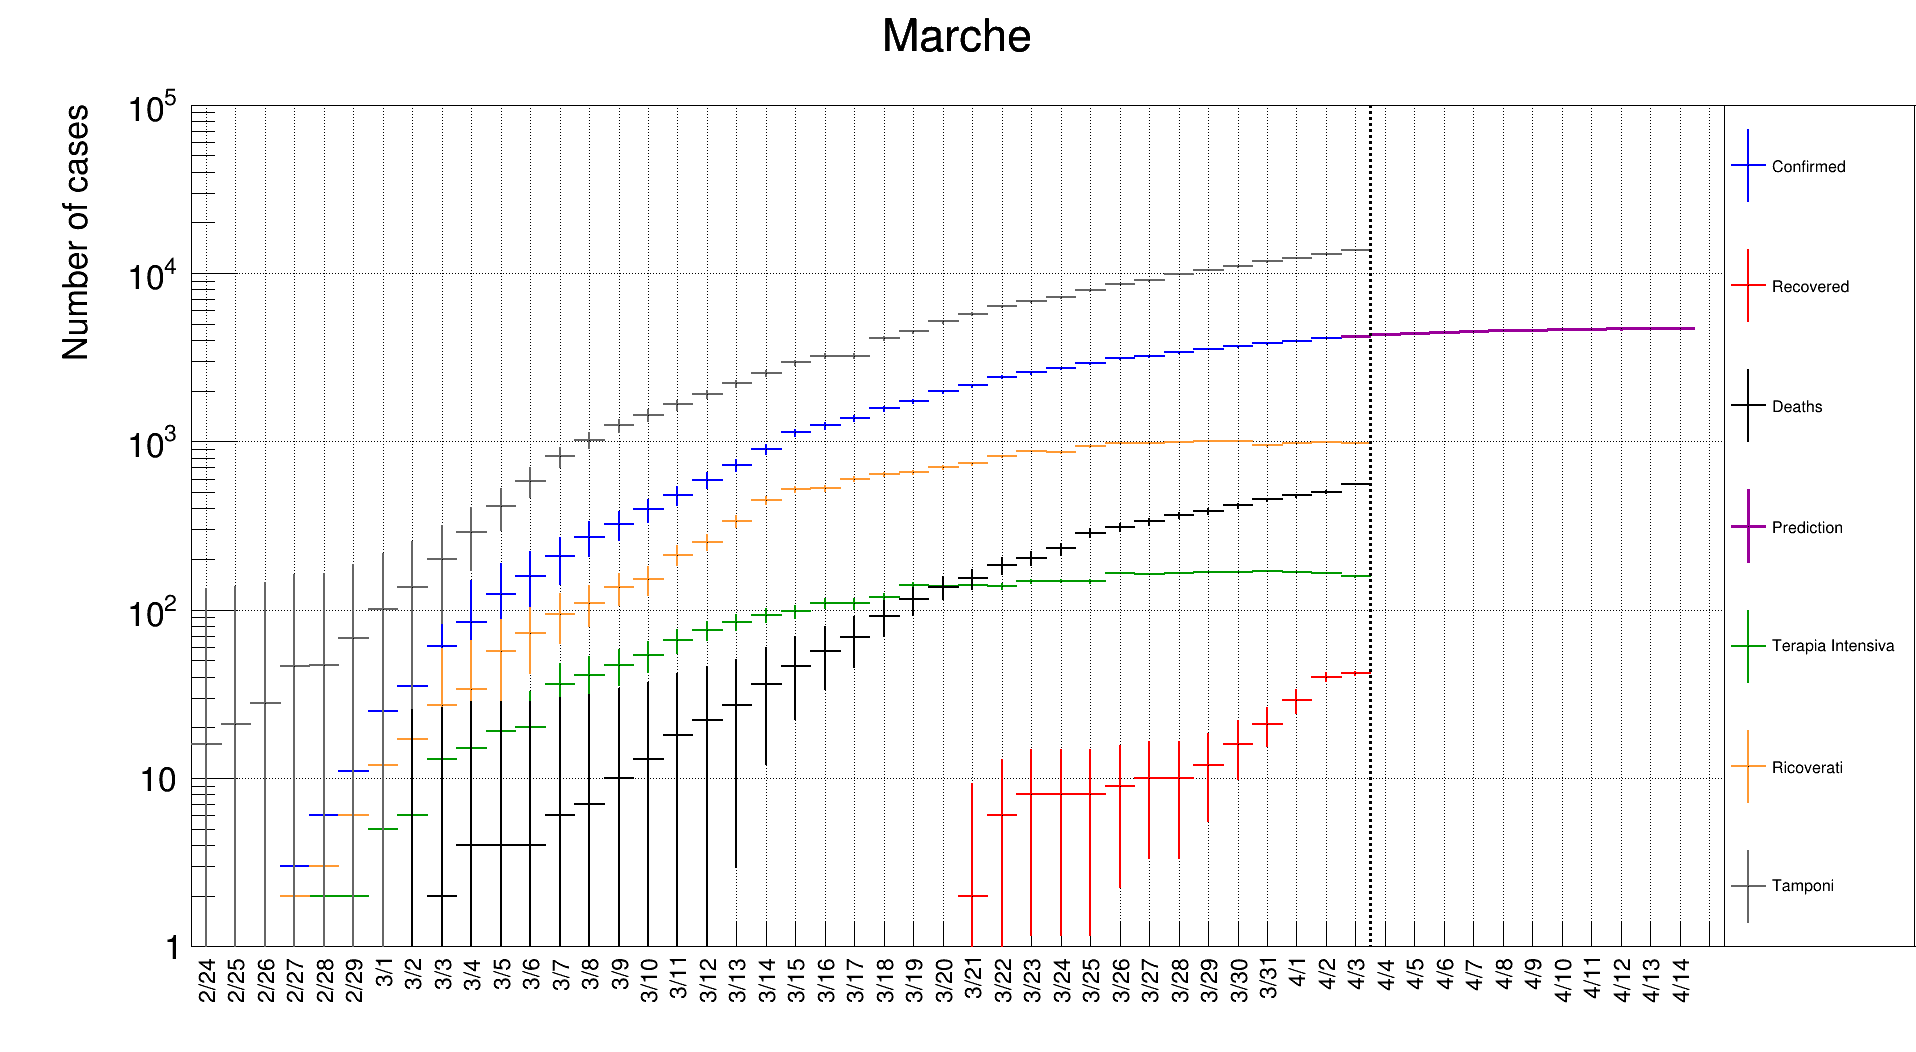 Marche
Number of cases
10^5
10^4
10^3
10^2
10
1
2/24 2/25 2/26 2/27 2/28 2/29 3/1 3/2 3/3 3/4 3/5 3/6 3/7 3/8 3/9 3/10 3/11 3/12 3/13 3/14 3/15 3/16 3/17 3/18 3/19 3/20 3/21 3/22 3/23 3/24 3/25 3/26 3/27 3/28 3/29 3/30 3/31 4/1 4/2 4/3 4/4 4/5 4/6 4/7 4/8 4/9 4/10 4/11 4/12 4/13 4/14
Confirmed
Recovered
Deaths
Prediction
Terapia Intensiva
Ricoverati
Tamponi